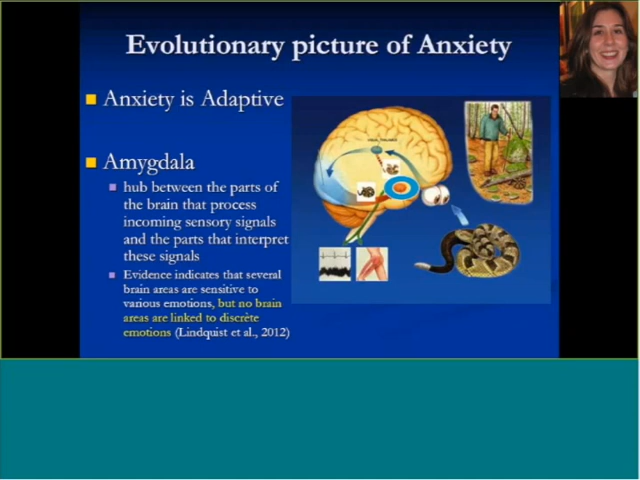 Evolutionary picture of Anxiety
Anxiety is Adaptive
Amygdala
hub between the parts of
the brain that process
incoming sensory signals
and the parts that interpret
these signals
Evidence indicates that several
brain areas are sensitive to
various emotions, but no brain
areas are linked to discrète
emotions (Lindquist et al., 2012)